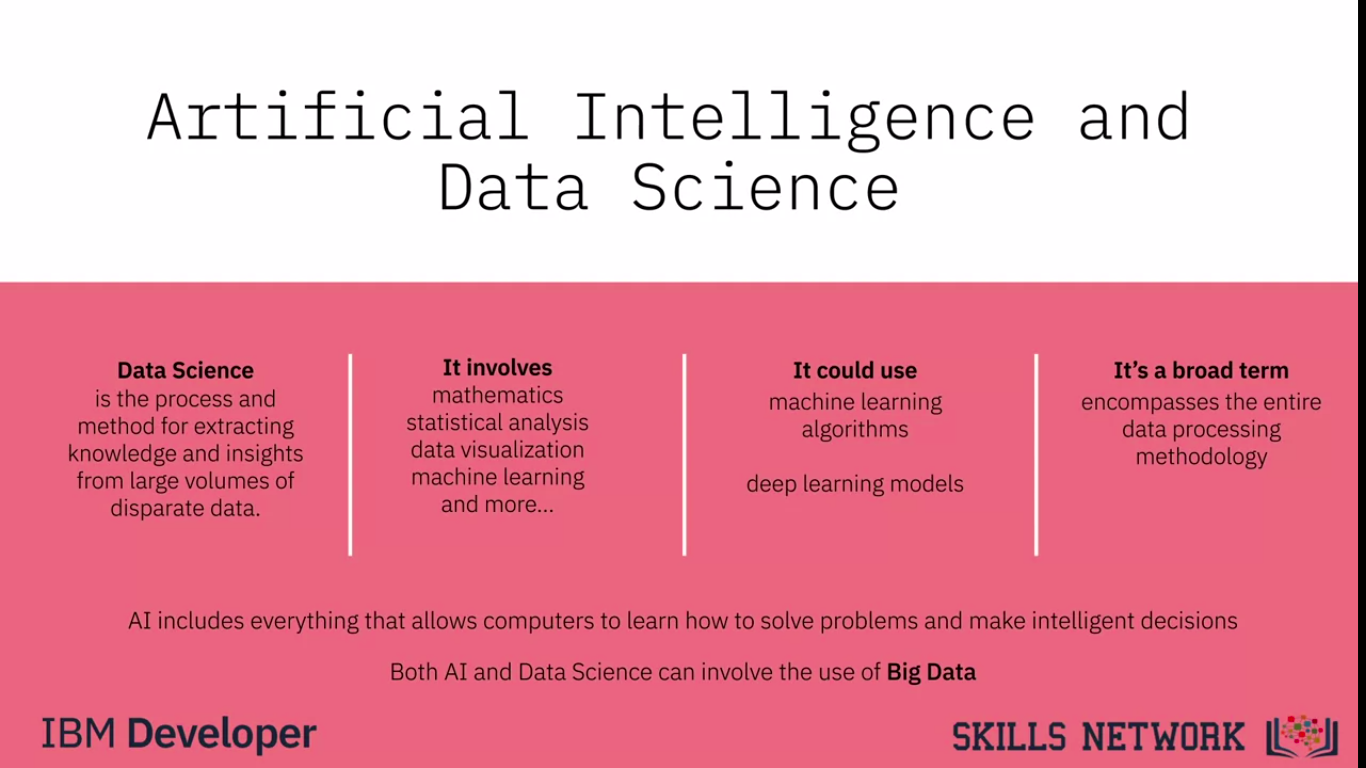 Artificial Intelligence and
Data Science
Data Science
is the process and
method for extracting
knowledge and insights
from large volumes of
disparate data.
It involves
mathematics
statistical analysis
data visualization
machine learning
and more...
It could use
machine learning
algorithms
deep learning models
It’s a broad term
encompasses the entire
data processing
methodology
AI includes everything that allows computers to learn how to solve problems and make intelligent decisions
Both AI and Data Science can involve the use of Big Data
IBM Developer
SKILLS NETWORK